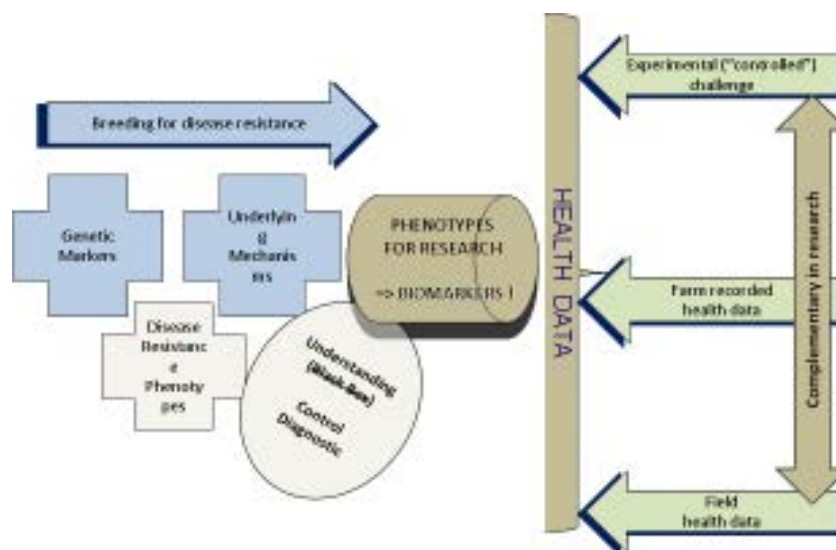 Breeding for disease resistance
Genetic
Markers
Underlyin
g
Mechanis
ms
Disease
Resistanc
e
Phenoty
pes
Understanding
(Black Box)
Control
Diagnostic
PHENOTYPES
FOR RESEARCH
=> BIOMARKERS !
HEALTH DATA
Experimental ("controlled")
challenge
Farm recorded
health data
Field
health data
Complementary in research